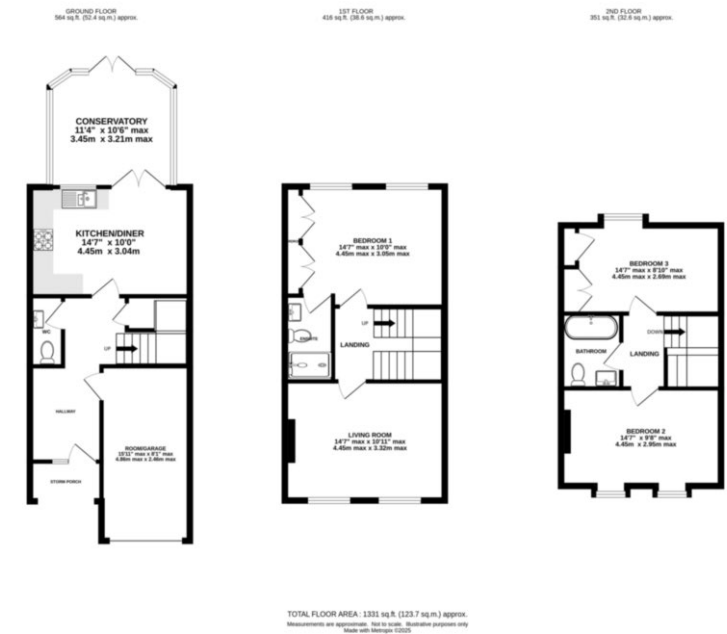 GROUND FLOOR
564 sq.ft. (52.4 sq.m.) approx.
CONSERVATORY
11'4" x 10'6" max
3.45m x 3.21m max
KITCHEN/DINER
14'7" x 10'0"
4.45m x 3.04m
WC
UP
HALLWAY
ROOM/GARAGE
15'11" max x 8'1" max
4.86m max x 2.46m max
STORM PORCH
1ST FLOOR
416 sq.ft. (38.6 sq.m.) approx.
BEDROOM 1
14'7" max x 10'0" max
4.45m max x 3.05m max
ENSUITE
UP
LANDING
LIVING ROOM
14'7" max x 10'11" max
4.45m max x 3.32m max
2ND FLOOR
351 sq.ft. (32.6 sq.m.) approx.
BEDROOM 3
14'7" max x 8'10" max
4.45m max x 2.69m max
DOWN
BATHROOM
LANDING
BEDROOM 2
14'7" x 9'8" max
4.45m x 2.95m max
TOTAL FLOOR AREA : 1331 sq.ft. (123.7 sq.m.) approx.
Measurements are approximate. Not to scale. Illustrative purposes only
Made with Metropix ©2025